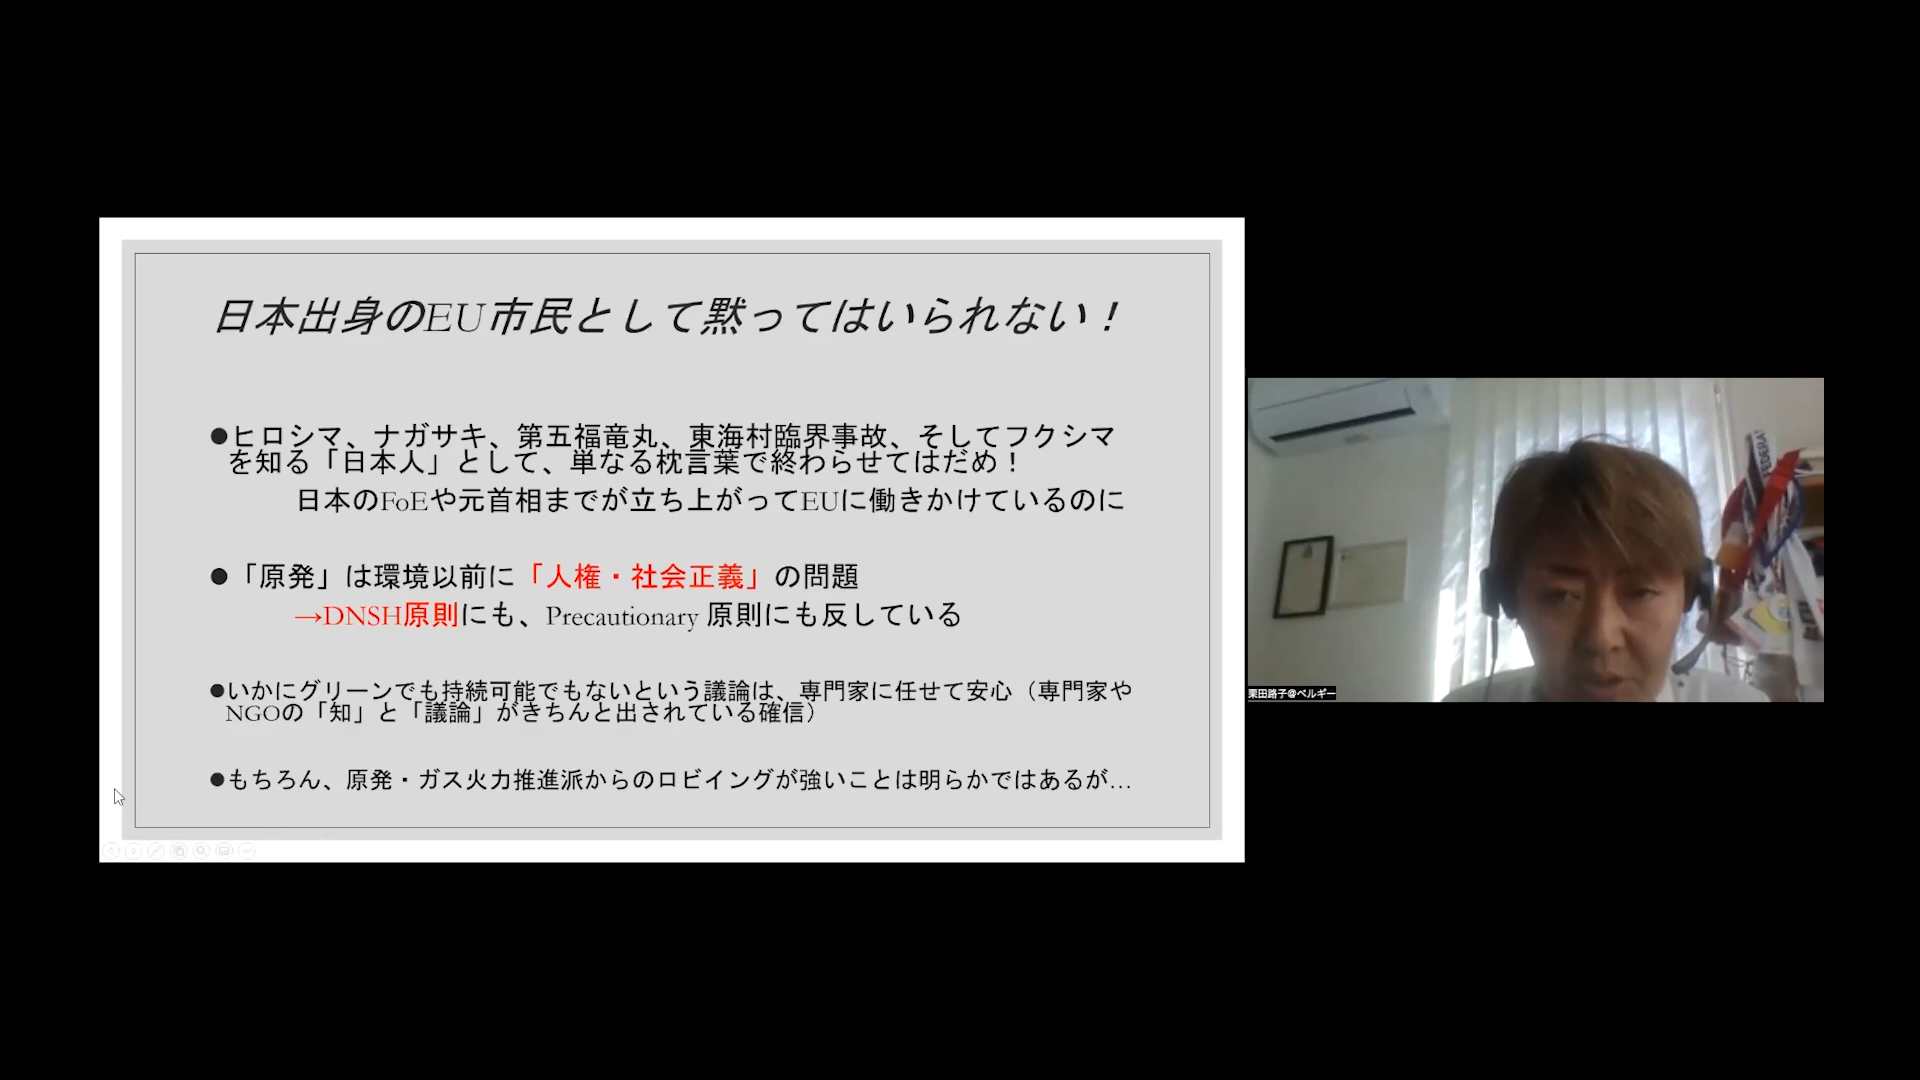 日本出身のEU市民として黙ってはいられない！
●ヒロシマ、ナガサキ、第五福竜丸、東海村臨界事故、そしてフクシマ
を知る「日本人」として、単なる枕言葉で終わらせてはだめ！
日本のFoEや元首相までが立ち上がってEUに働きかけているのに
●「原発」は環境以前に「人権・社会正義」の問題
→DNSH原則にも、Precautionary 原則にも反している
●いかにグリーンでも持続可能でもないという議論は、専門家に任せて安心（専門家や
NGOの「知」と「議論」がきちんと出されている確信）
●もちろん、原発・ガス火力推進派からのロビイングが強いことは明らかではあるが…
栗田路子@ベルギー